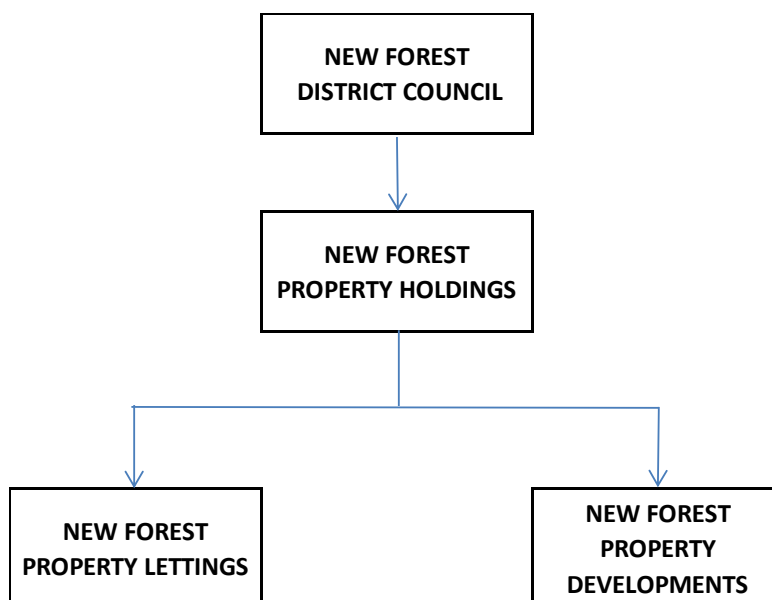 NEW FOREST
DISTRICT COUNCIL
NEW FOREST
PROPERTY HOLDINGS
NEW FOREST
PROPERTY LETTINGS
NEW FOREST
PROPERTY
DEVELOPMENTS